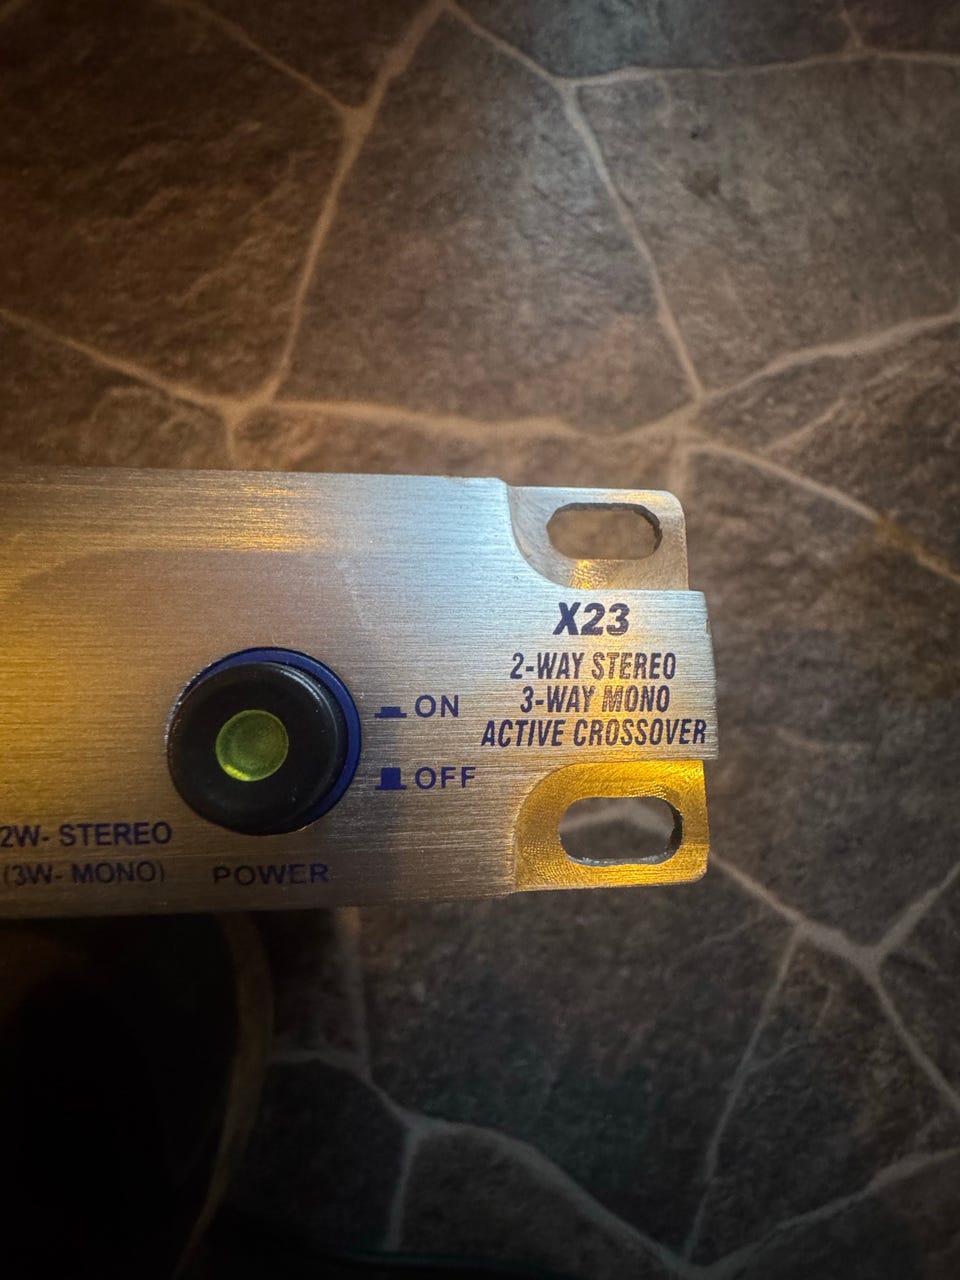 X23
2-WAY STEREO
3-WAY MONO
ACTIVE CROSSOVER
ON
OFF
2W- STEREO
(3W- MONO)
POWER